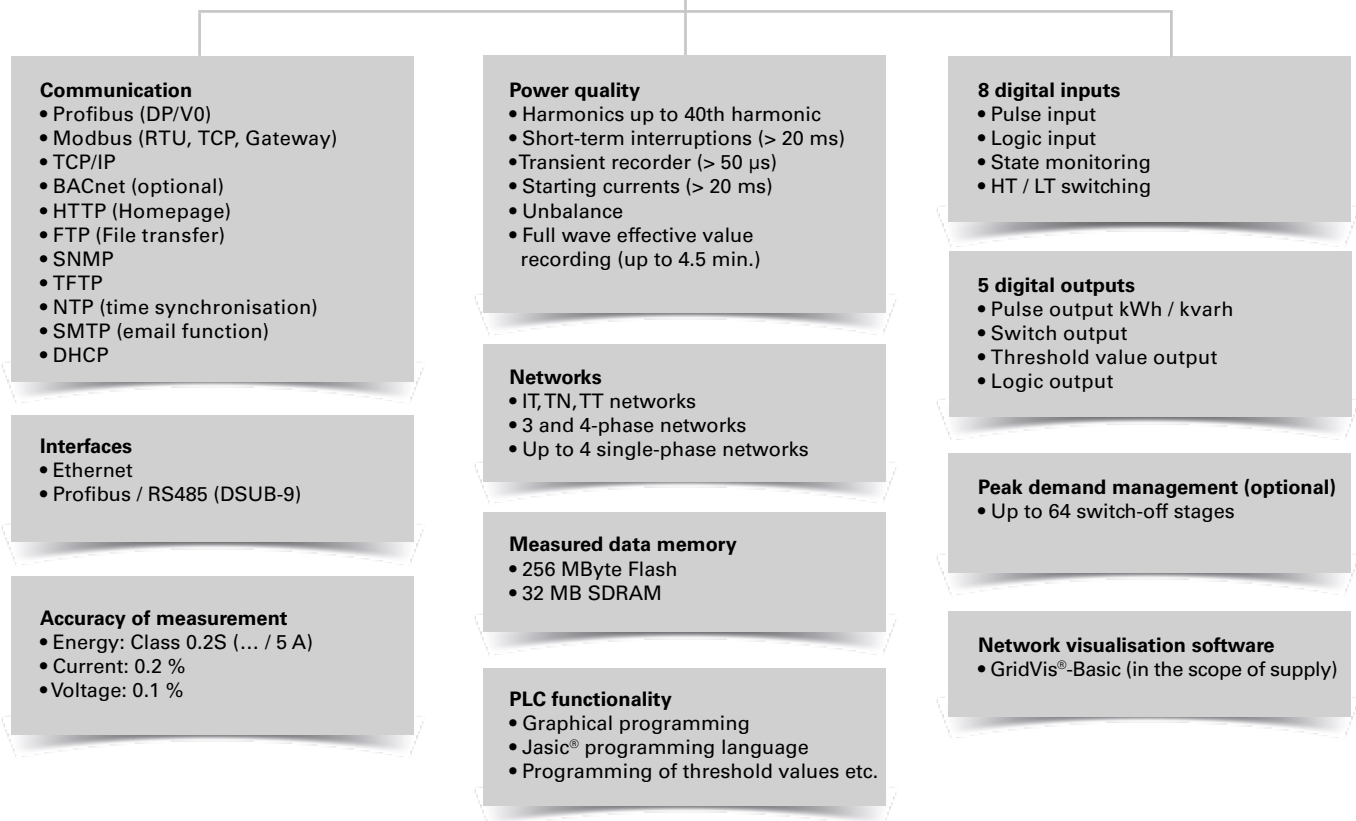 Communication
• Profibus (DP/V0)
• Modbus (RTU, TCP, Gateway)
• TCP/IP
• BACnet (optional)
• HTTP (Homepage)
• FTP (File transfer)
• SNMP
• TFTP
• NTP (time synchronisation)
• SMTP (email function)
• DHCP
Interfaces
• Ethernet
• Profibus / RS485 (DSUB-9)
Accuracy of measurement
• Energy: Class 0.2S (… / 5 A)
• Current: 0.2 %
• Voltage: 0.1 %
Power quality
• Harmonics up to 40th harmonic
• Short-term interruptions (> 20 ms)
• Transient recorder (> 50 µs)
• Starting currents (> 20 ms)
• Unbalance
• Full wave effective value
recording (up to 4.5 min.)
Networks
• IT, TN, TT networks
• 3 and 4-phase networks
• Up to 4 single-phase networks
Measured data memory
• 256 MByte Flash
• 32 MB SDRAM
PLC functionality
• Graphical programming
• Jasic® programming language
• Programming of threshold values etc.
8 digital inputs
• Pulse input
• Logic input
• State monitoring
• HT / LT switching
5 digital outputs
• Pulse output kWh / kvarh
• Switch output
• Threshold value output
• Logic output
Peak demand management (optional)
• Up to 64 switch-off stages
Network visualisation software
• GridVis®-Basic (in the scope of supply)